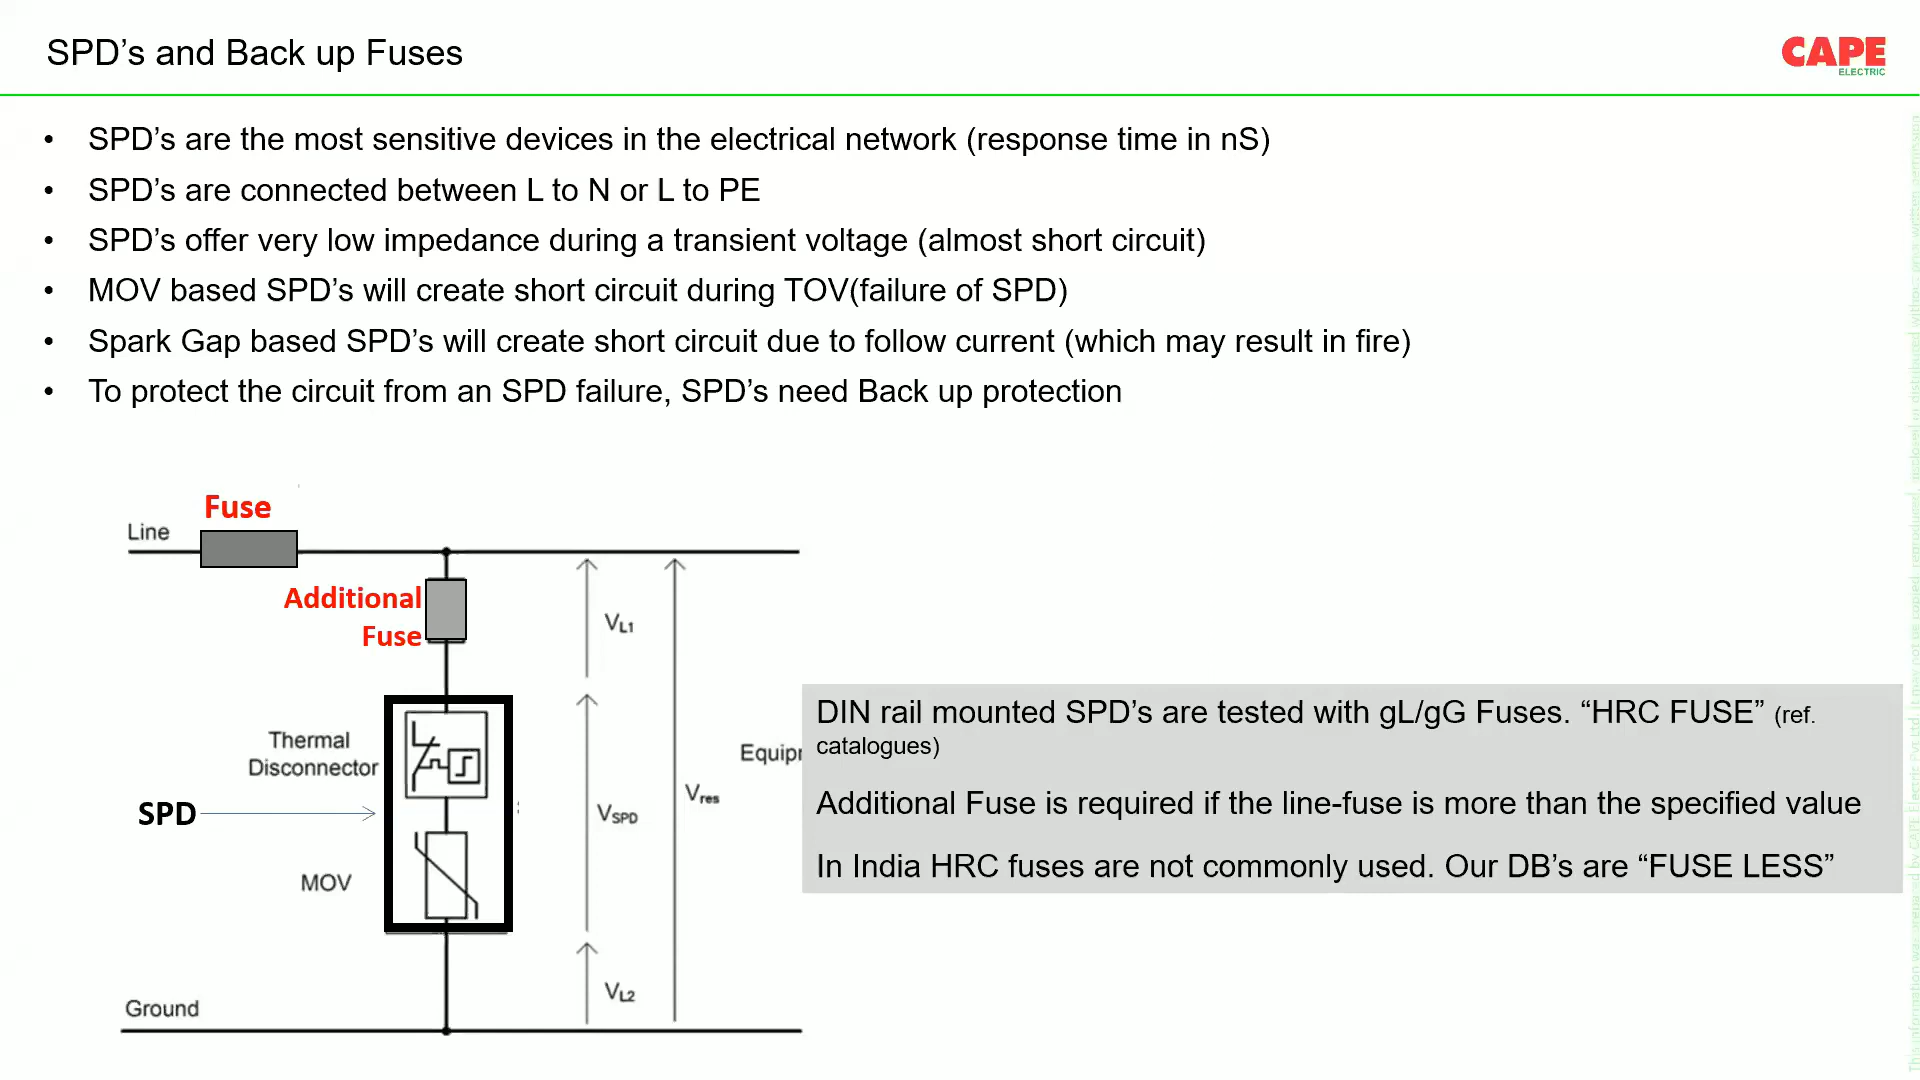 SPD’s and Back up Fuses
CAPE
ELECTRIC
• SPD’s are the most sensitive devices in the electrical network (response time in nS)
• SPD’s are connected between L to N or L to PE
• SPD’s offer very low impedance during a transient voltage (almost short circuit)
• MOV based SPD’s will create short circuit during TOV(failure of SPD)
• Spark Gap based SPD’s will create short circuit due to follow current (which may result in fire)
• To protect the circuit from an SPD failure, SPD’s need Back up protection
Fuse
Line
Additional
Fuse
VL1
Thermal
Disconnector
SPD
MOV
VSPD
Vres
VL2
Ground
DIN rail mounted SPD’s are tested with gL/gG Fuses. “HRC FUSE” (ref.
catalogues)
Additional Fuse is required if the line-fuse is more than the specified value
In India HRC fuses are not commonly used. Our DB’s are “FUSE LESS”